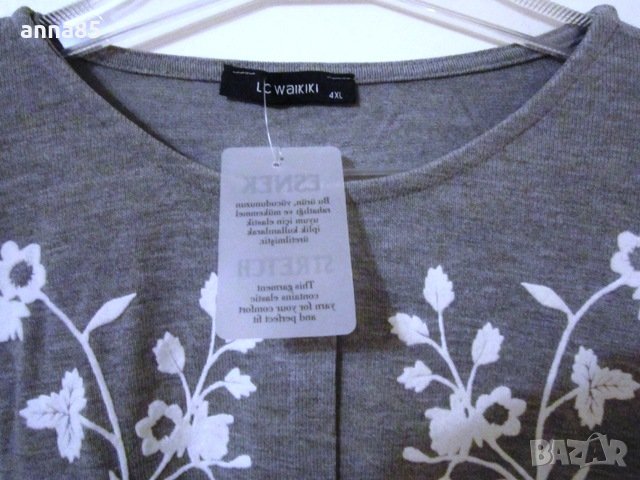 anna85
LC WAIKIKI
4XL
ESNEK
Bu ürün, vücudunuzun
rahatlığı ve mükemmel
uyum için elastik
iplik kullanılarak
üretilmiştir.
STRETCH
This garment
contains elastic
yarn for your comfort
and perfect fit
BAZAR